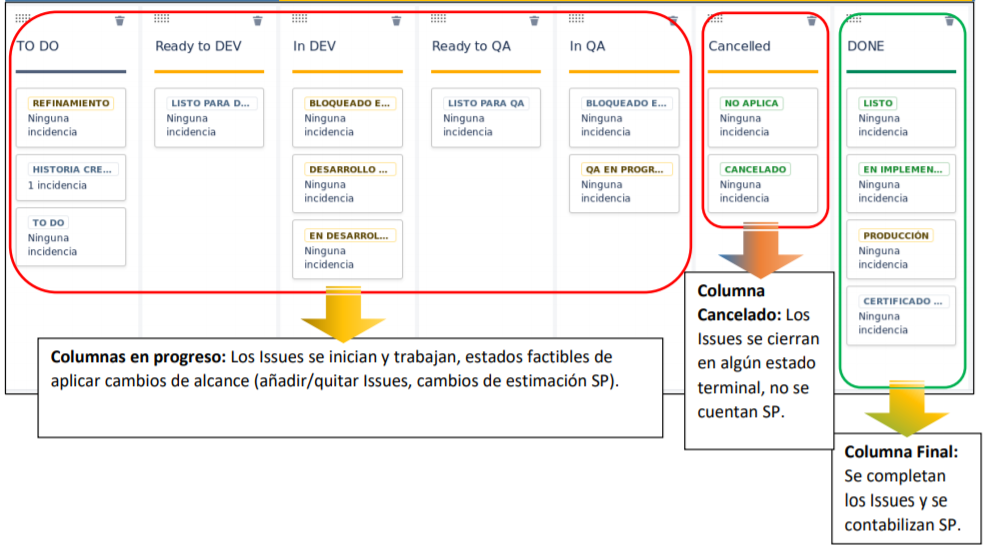 TO DO
REFINAMIENTO
Ninguna
incidencia
HISTORIA CRE...
1 incidencia
TO DO
Ninguna
incidencia
Ready to DEV
LISTO PARA D...
Ninguna
incidencia
In DEV
BLOQUEADO E...
Ninguna
incidencia
DESARROLLO ...
Ninguna
incidencia
EN DESARROL...
Ninguna
incidencia
Ready to QA
LISTO PARA QA
Ninguna
incidencia
In QA
BLOQUEADO E...
Ninguna
incidencia
QA EN PROGR...
Ninguna
incidencia
Cancelled
NO APLICA
Ninguna
incidencia
CANCELADO
Ninguna
incidencia
DONE
LISTO
Ninguna
incidencia
EN IMPLEMEN...
Ninguna
incidencia
PRODUCCIÓN
Ninguna
incidencia
CERTIFICADO ...
Ninguna
incidencia
Columnas en progreso: Los Issues se inician y trabajan, estados factibles de
aplicar cambios de alcance (añadir/quitar Issues, cambios de estimación SP).
Columna
Cancelado: Los
Issues se cierran
en algún estado
terminal, no se
cuentan SP.
Columna Final:
Se completan
los Issues y se
contabilizan SP.